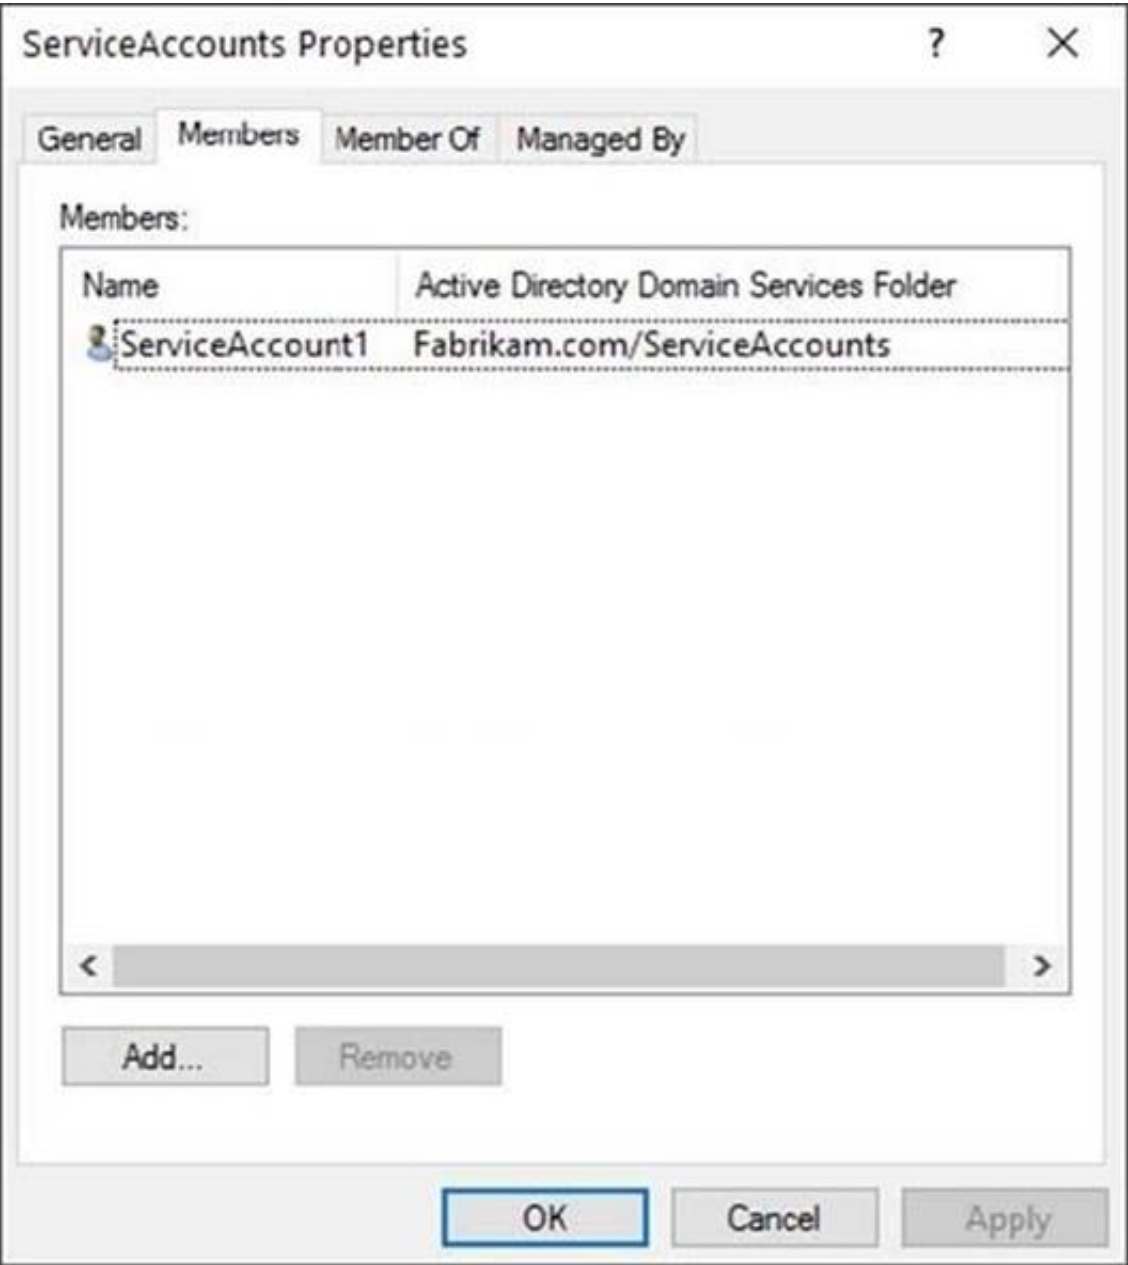 ServiceAccounts Properties ? ×
General Members Member Of Managed By
Members:
Name Active Directory Domain Services Folder
ServiceAccount1 Fabrikam.com/ServiceAccounts
Add... Remove
OK Cancel Apply